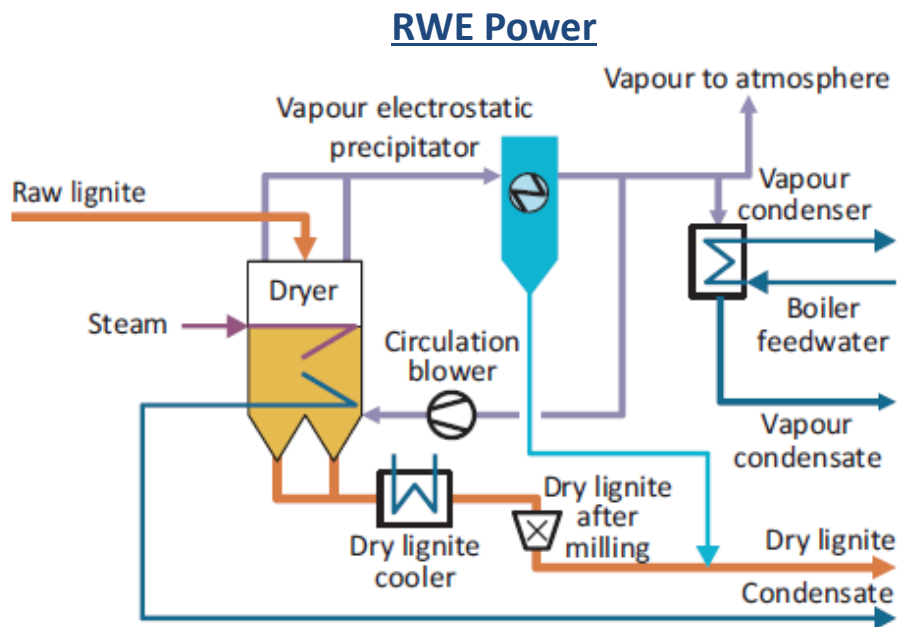 RWE Power
Vapour to atmosphere
Vapour electrostatic
precipitator
Raw lignite
Vapour
condenser
Dryer
Steam
Circulation
blower
Boiler
feedwater
Vapour
condensate
Dry lignite
after
milling
Dry lignite
cooler
Dry lignite
Condensate